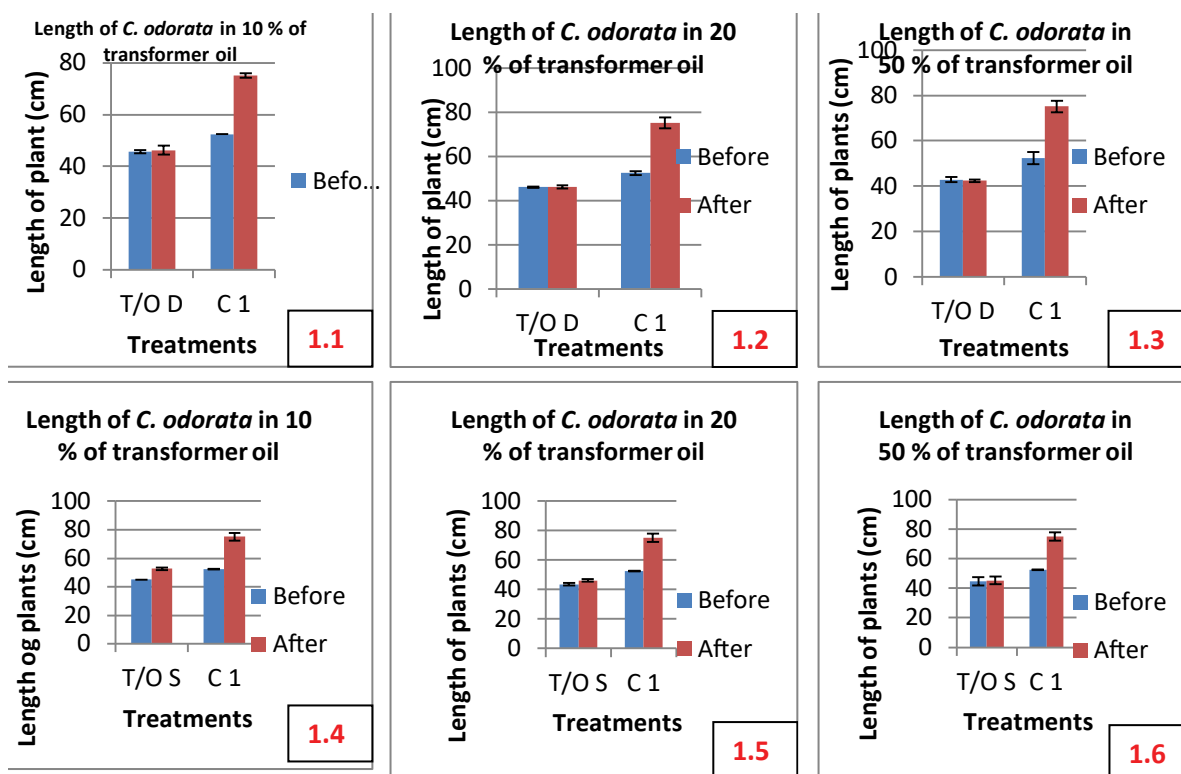 Length of C. odorata in 10 % of
transformer oil
80
60
40
20
0
Length of plant (cm)
T/O D C 1
Treatments
Befo...
1.1
Length of C. odorata in 20
% of transformer oil
100
80
60
40
20
0
Length of plant (cm)
T/O D C 1
Treatments
Before
After
1.2
Length of C. odorata in
50 % of transformer oil
100
80
60
40
20
0
Length of plants (cm)
T/O D C 1
Treatments
Before
After
1.3
Length of C. odorata in 10
% of transformer oil
100
80
60
40
20
0
Length og plants (cm)
T/O S C 1
Treatments
Before
After
1.4
Length of C. odorata in 20
% of transformer oil
100
80
60
40
20
0
Length of plants (cm)
T/O S C 1
Treatments
Before
After
1.5
Length of C. odorata in
50 % of transformer oil
100
80
60
40
20
0
Length of plants (cm)
T/O S C 1
Treatments
Before
After
1.6